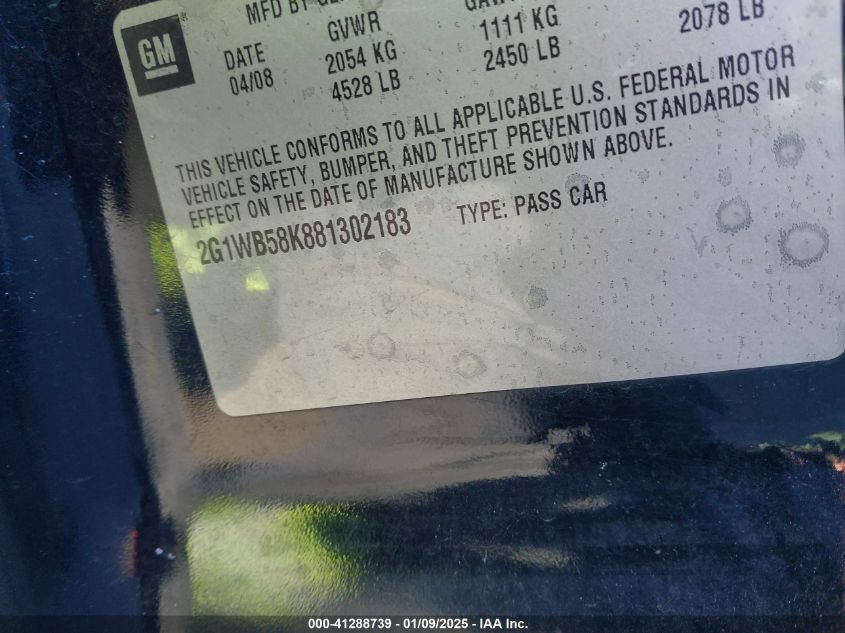 GM
MFD BY
DATE GVWR
04/08 2054 KG 1111 KG
4528 LB 2450 LB 2078 LB
THIS VEHICLE CONFORMS TO ALL APPLICABLE U.S. FEDERAL MOTOR
VEHICLE SAFETY, BUMPER, AND THEFT PREVENTION STANDARDS IN
EFFECT ON THE DATE OF MANUFACTURE SHOWN ABOVE.
2G1WB58K881302183 TYPE: PASS CAR
000-41288739 - 01/09/2025 - IAA Inc.